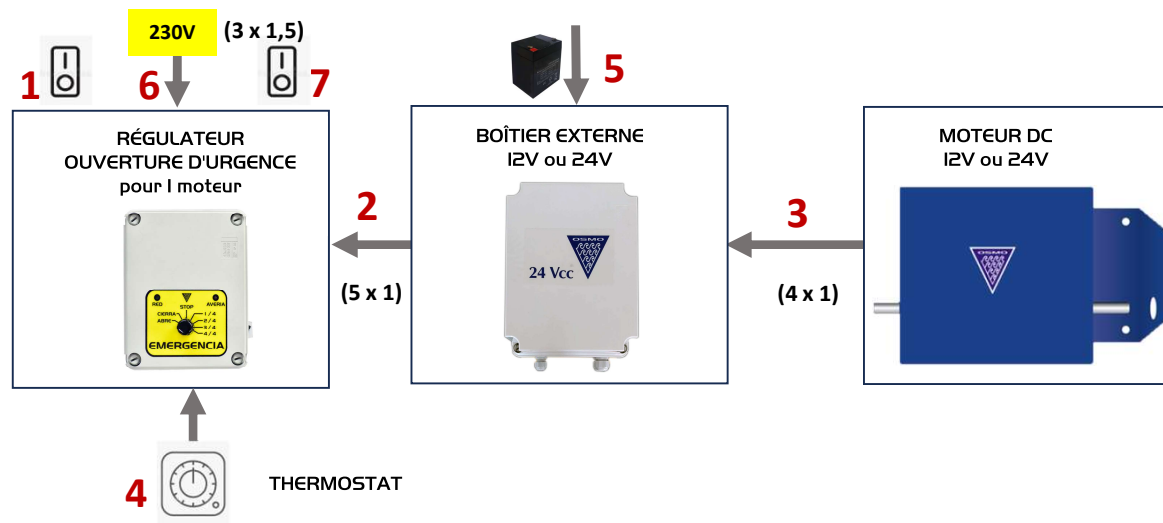 230V
(3 x 1,5)
1
6
7
5
RÉGULATEUR
OUVERTURE D'URGENCE
pour 1 moteur
RED
STOP
AVERIA
CIERRA
ABRE
1/4
2/4
3/4
4/4
EMERGENCIA
2
(5 x 1)
BOÎTIER EXTERNE
12V ou 24V
OSMO
24 Vcc
3
(4 x 1)
MOTEUR DC
12V ou 24V
OSMO
4
THERMOSTAT